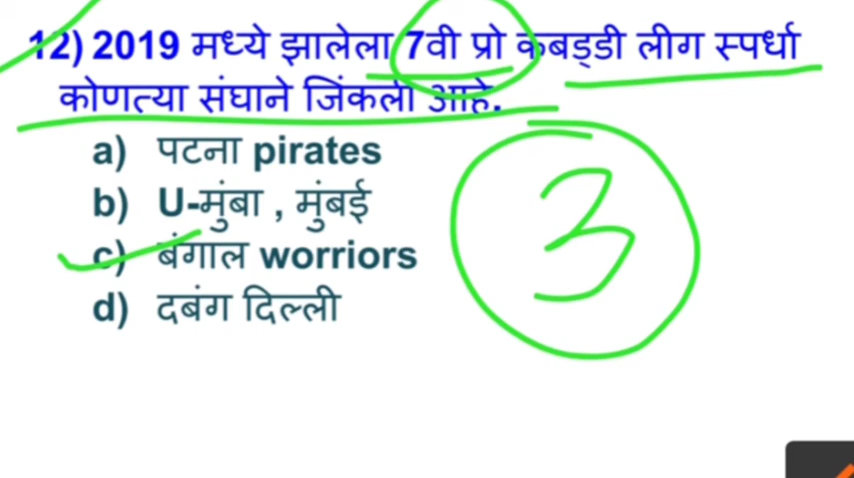 12) 2019 मध्ये झालेला 7वी प्रो कबड्डी लीग स्पर्धा
कोणत्या संघाने जिंकली आहे.
a) पटना pirates
b) U-मुंबा , मुंबई
c) बंगाल worriors
d) दबंग दिल्ली
3